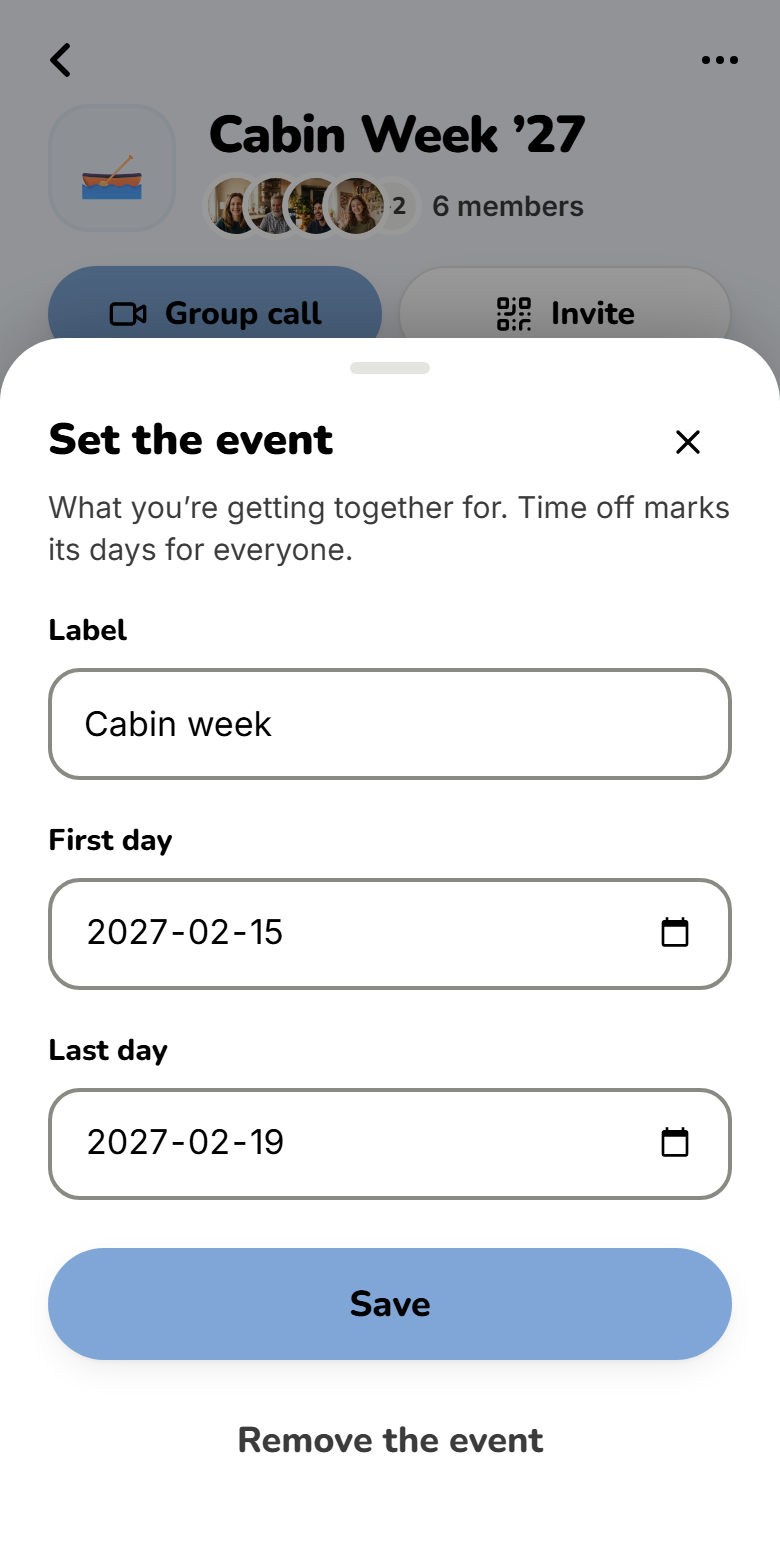 Cabin Week ’27
+2 6 members
Group call
Invite
Set the event
What you’re getting together for. Time off marks
its days for everyone.
Label
Cabin week
First day
2027-02-15
Last day
2027-02-19
Save
Remove the event